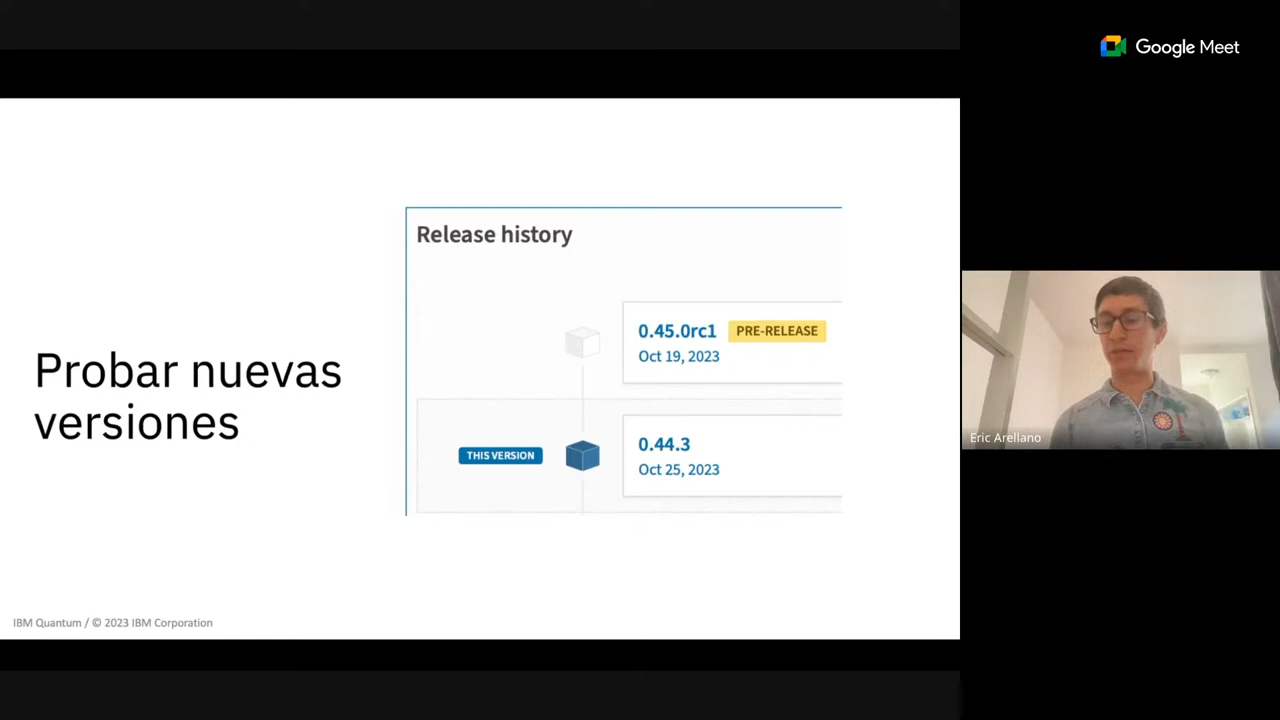 Google Meet
Release history
0.45.0rc1 PRE-RELEASE
Oct 19, 2023
Probar nuevas
versiones
THIS VERSION
0.44.3
Oct 25, 2023
Eric Arellano
IBM Quantum / © 2023 IBM Corporation